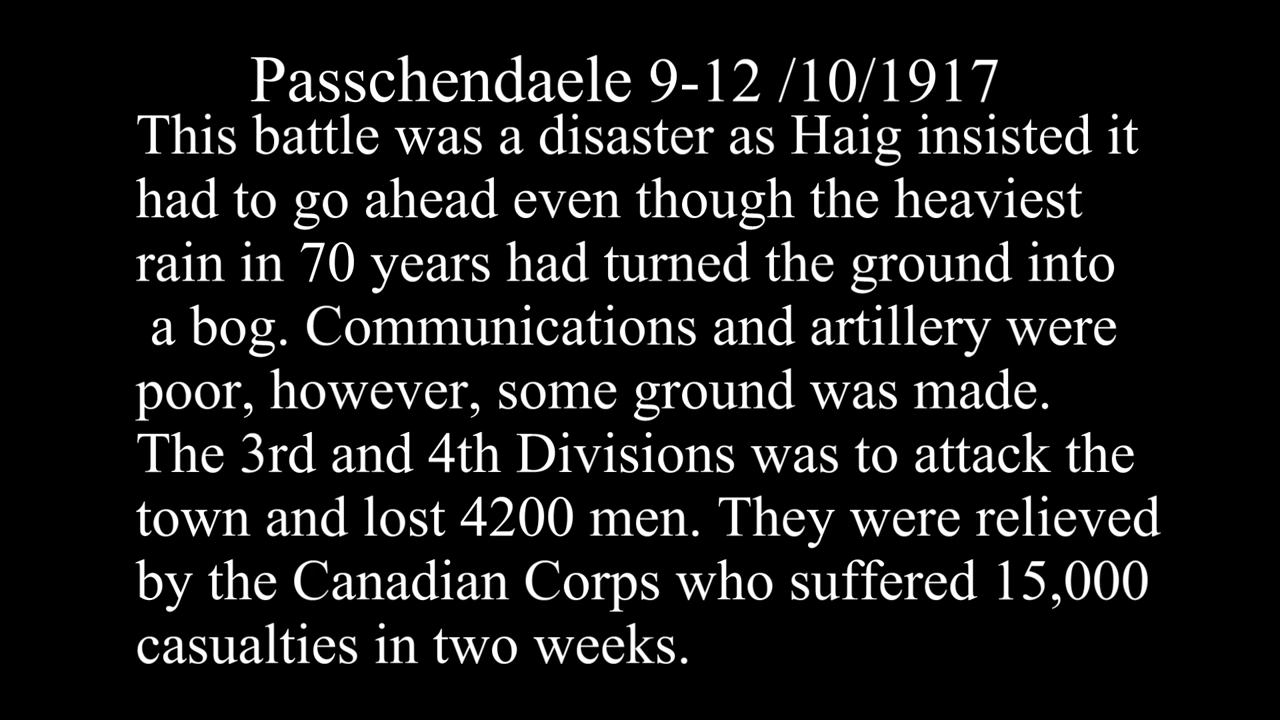 Passchendaele 9-12 /10/1917
This battle was a disaster as Haig insisted it
had to go ahead even though the heaviest
rain in 70 years had turned the ground into
a bog. Communications and artillery were
poor, however, some ground was made.
The 3rd and 4th Divisions was to attack the
town and lost 4200 men. They were relieved
by the Canadian Corps who suffered 15,000
casualties in two weeks.